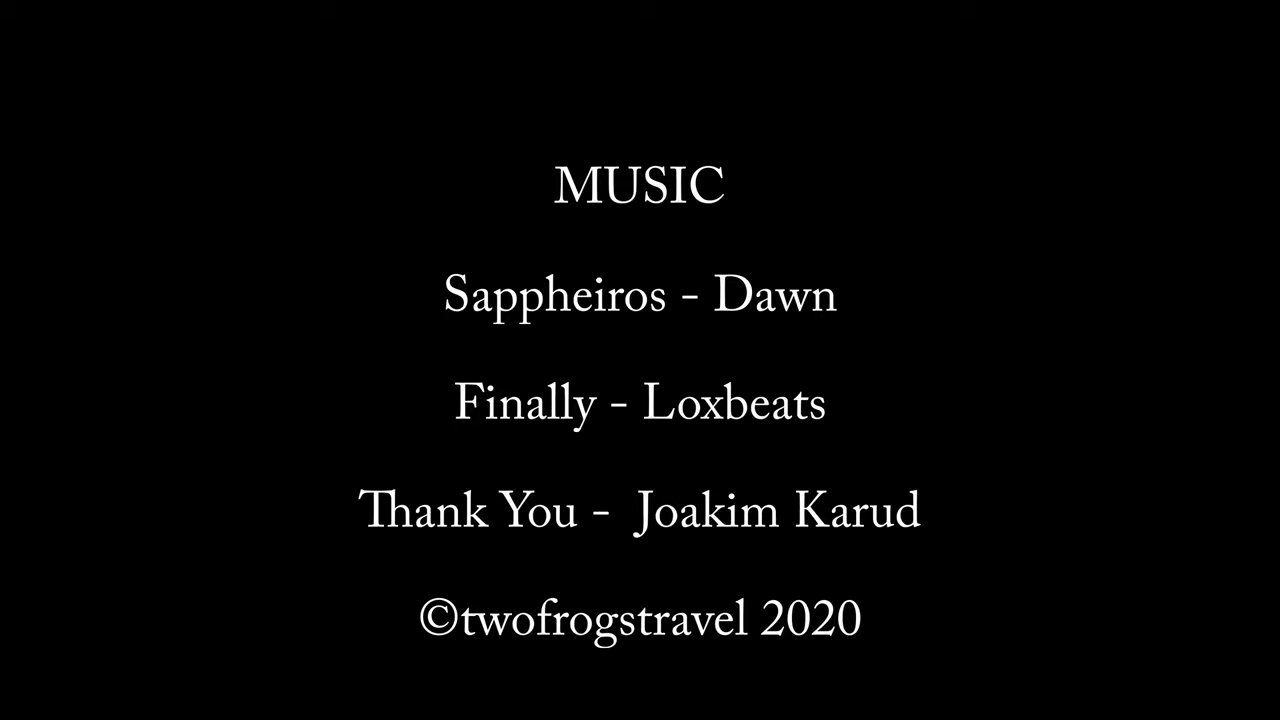 MUSIC
Sappheiros - Dawn
Finally - Loxbeats
Thank You -  Joakim Karud
©twofrogstravel 2020